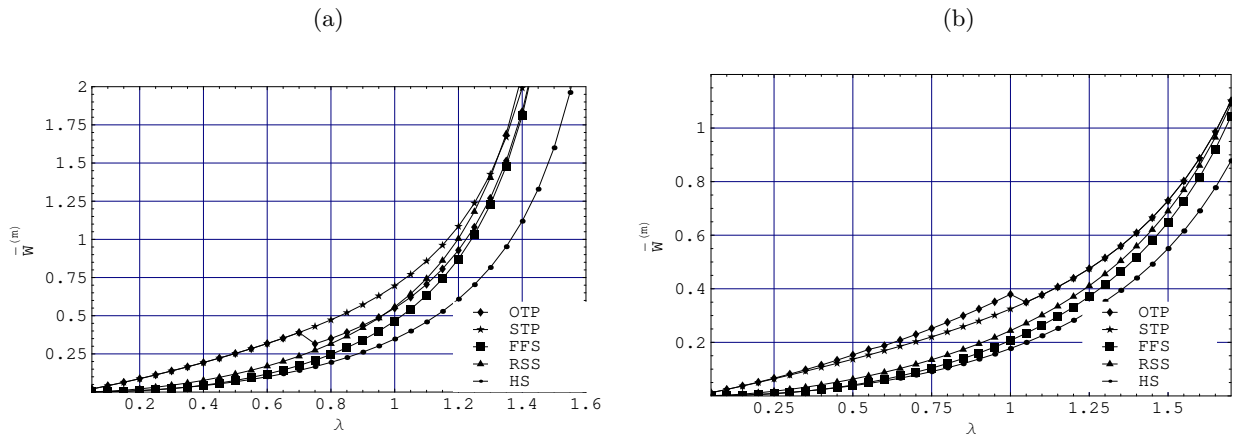 (a)
2
1.75
1.5
1.25
1
0.75
0.5
0.25
W̄ (m)
0.2 0.4 0.6 0.8 1 1.2 1.4 1.6
λ
OTP
STP
FFS
RSS
HS
(b)
1
0.8
0.6
0.4
0.2
W̄ (m)
0.25 0.5 0.75 1 1.25 1.5
λ
OTP
STP
FFS
RSS
HS